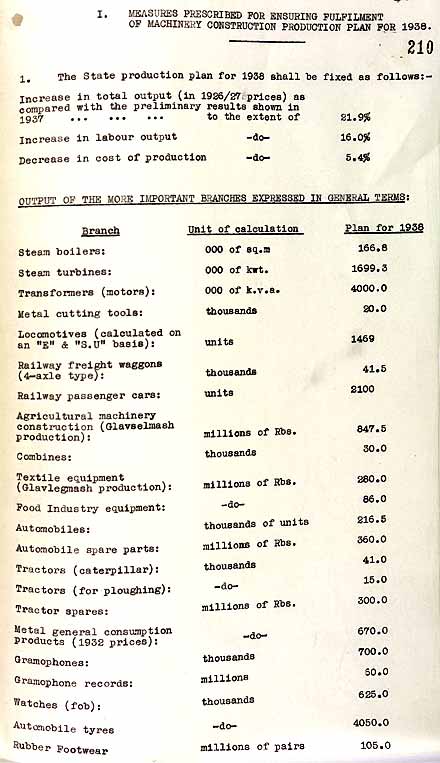 I. MEASURES PRESCRIBED FOR ENSURING FULFILMENT
OF MACHINERY CONSTRUCTION PRODUCTION PLAN FOR 1938.
210
1. The State production plan for 1938 shall be fixed as follows:-
Increase in total output (in 1926/27 prices) as
compared with the preliminary results shown in
1937 ... ... ... to the extent of 21.9%
Increase in labour output -do- 16.0%
Decrease in cost of production -do- 5.4%
OUTPUT OF THE MORE IMPORTANT BRANCHES EXPRESSED IN GENERAL TERMS:
Branch Unit of calculation Plan for 1938
Steam boilers: 000 of sq.m 166.8
Steam turbines: 000 of kwt. 1699.3
Transformers (motors): 000 of k.v.a. 4000.0
Metal cutting tools: thousands 20.0
Locomotives (calculated on
an "E" & "S.U" basis): units 1469
Railway freight waggons
(4-axle type): thousands 41.5
Railway passenger cars: units 2100
Agricultural machinery
construction (Glavselmash
production): millions of Rbs. 847.5
Combines: thousands 30.0
Textile equipment
(Glavlegmash production): millions of Rbs. 280.0
Food Industry equipment: -do- 86.0
Automobiles: thousands of units 216.5
Automobile spare parts: millions of Rbs. 360.0
Tractors (caterpillar): thousands 41.0
Tractors (for ploughing): -do- 15.0
Tractor spares: millions of Rbs. 300.0
Metal general consumption
products (1932 prices): -do- 670.0
Gramophones: thousands 700.0
Gramophone records: millions 50.0
Watches (fob): thousands 625.0
Automobile tyres -do- 4050.0
Rubber Footwear millions of pairs 105.0